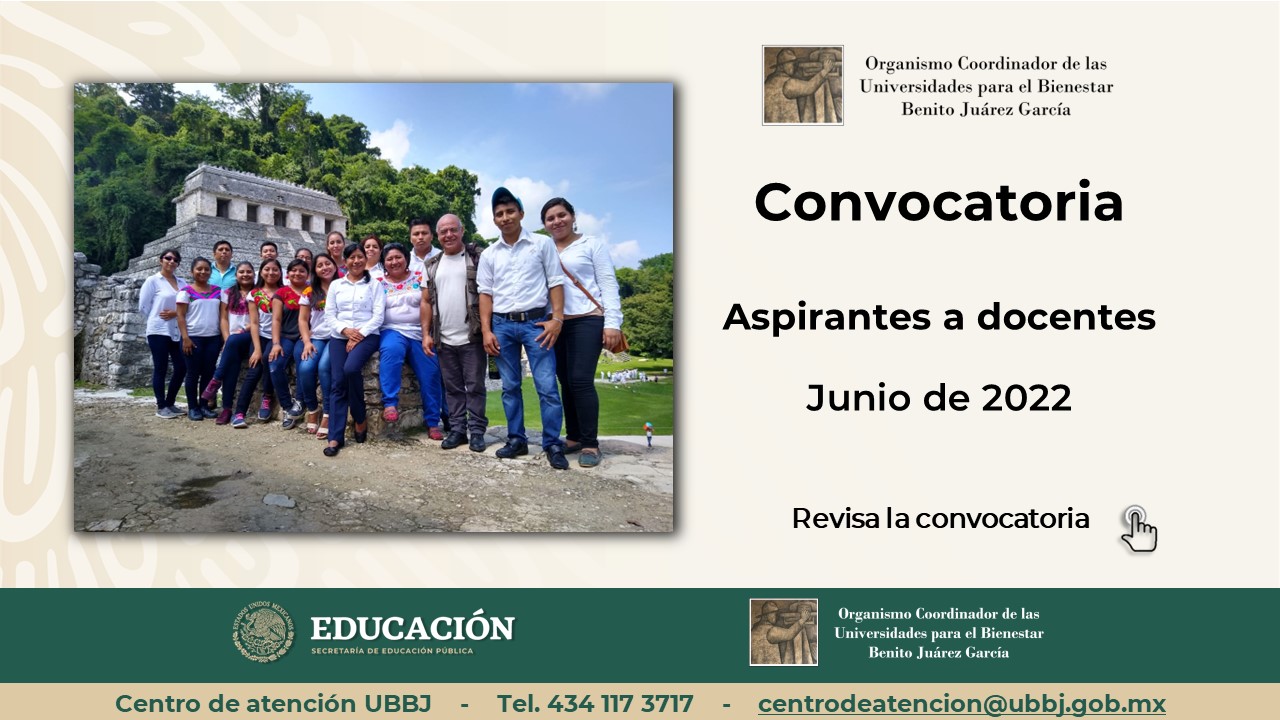 Organismo Coordinador de las
Universidades para el Bienestar
Benito Juárez García
Convocatoria
Aspirantes a docentes
Junio de 2022
Revisa la convocatoria
ESTADOS UNIDOS MEXICANOS
EDUCACIÓN
SECRETARÍA DE EDUCACIÓN PÚBLICA
Organismo Coordinador de las
Universidades para el Bienestar
Benito Juárez García
Centro de atención UBBJ - Tel. 434 117 3717 - centrodeatencion@ubbj.gob.mx